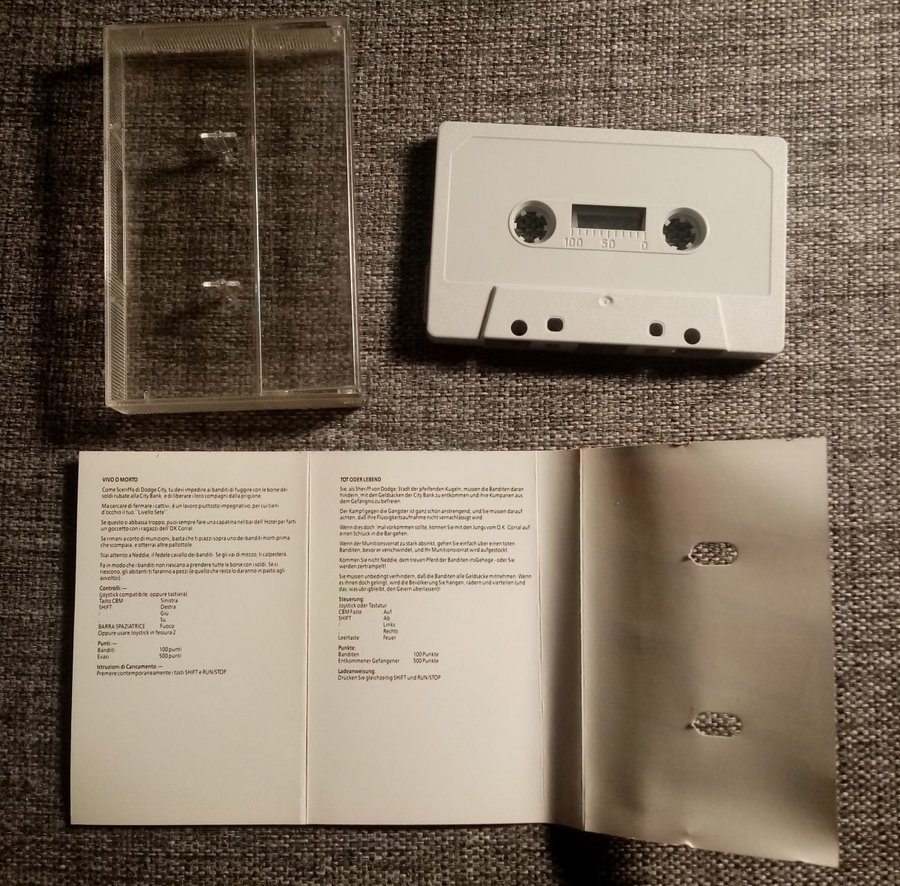 100 50 0
VIVO O MORTO
Come Sceriffo di Dodge City, tu devi impedire ai banditi di fuggire con le borse dei
soldi rubate alla City Bank, e di liberare i loro compagni dalla prigione.
Ma cercare di fermare i cattivi, è un lavoro piuttosto impegnativo, per cui tieni
d'occhio il tuo "Livello Sete"
Se questo si abbassa troppo, puoi sempre fare una capatina nel bar dell'Hotel per farti
un goccetto con i ragazzi dell'OK Corral.
Se rimani a corto di munizioni, basta che ti piazzi sopra uno dei banditi morti prima
che scompaia, e otterrai altre pallottole.
Stai attento a Neddie, il fedele cavallo dei banditi. Se gli vai di mezzo, ti calpesterà.
Fa in modo che i banditi non riescano a prendere tutte le borse con i soldi. Se ci
riescono, gli abitanti ti faranno a pezzi (e quello che resta lo daranno in pasto agli
avvoltoi).
Controlli:—
(joystick compatibile, oppure tastiera)
Tasto CBM Sinistra
SHIFT Destra
: Giù
/ Su
BARRA SPAZIATRICE Fuoco
Oppure usare Joystick in fessura 2
Punti:—
Banditi 100 punti
Evasi 500 punti
Istruzioni di Caricamento:—
Premere contemporaneamente i tasti SHIFT e RUN/STOP
TOT ODER LEBEND
Sie, als Sheriff von Dodge, Stadt der pfeifenden Kugeln, müssen die Banditen daran
hindern, mit den Geldsäcken der City Bank zu entkommen und ihre Kumpanen aus
dem Gefängnis zu befreien.
Der Kampf gegen die Gangster ist ganz schön anstrengend, und Sie müssen darauf
achten, daß Ihre Flüssigkeitsaufnahme nicht vernachlässigt wird.
Wenn dies doch 'mal vorkommen sollte, können Sie mit den Jungs vom O.K. Corral auf
einen Schluck in die Bar gehen.
Wenn der Munitionsvorrat zu stark absinkt, gehen Sie einfach über einen toten
Banditen, bevor er verschwindet, und Ihr Munitionsvorrat wird aufgestockt.
Kommen Sie nicht Neddie, dem treuen Pferd der Banditen ins Gehege - oder Sie
werden zertrampelt!
Sie müssen unbedingt verhindern, daß die Banditen alle Geldsäcke mitnehmen. Wenn
es ihnen doch gelingt, wird die Bevölkerung Sie hängen, rädern und vierteilen (und
das, was übrigbleibt, den Geiern überlassen)!
Steuerung:
Joystick oder Tastatur
CBM Taste Auf
SHIFT Ab
: Links
/ Rechts
Leertaste Feuer
Punkte:
Banditen 100 Punkte
Entkommener Gefangener 500 Punkte
Ladeanweisung:
Drücken Sie gleichzeitig SHIFT und RUN/STOP